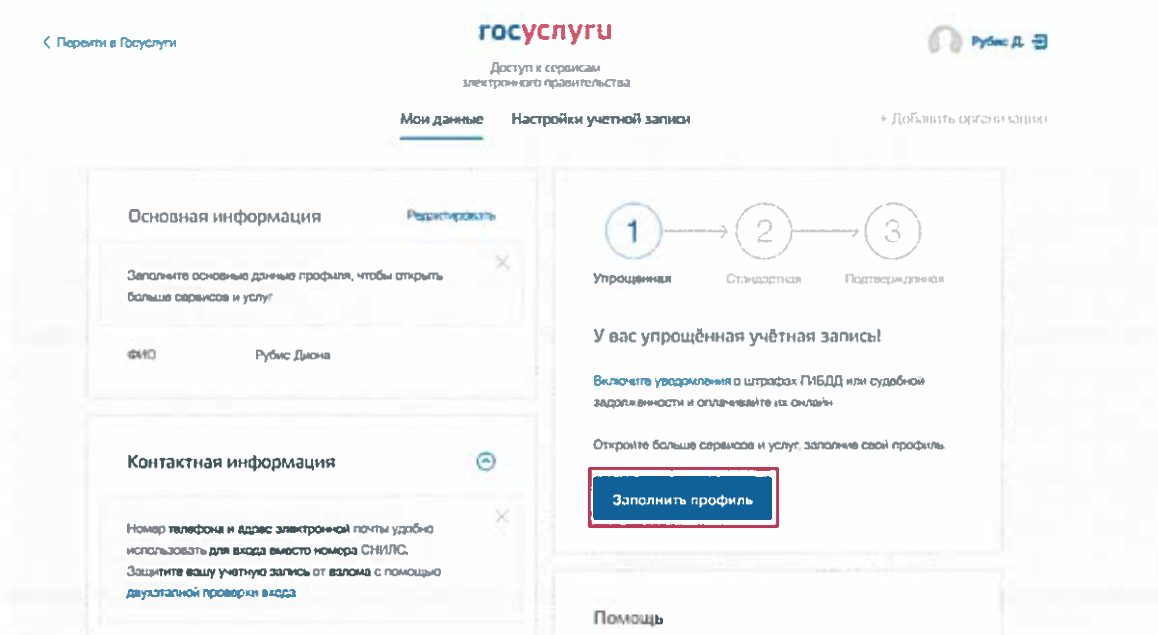 Перейти в Госуслуги
госуслуги
Рубис Д.
Доступ к сервисам
электронного правительства
Мои данные
Настройки учетной записи
+ Добавить организацию
Основная информация
Редактировать
Заполните основные данные профиля, чтобы открыть
больше сервисов и услуг
ФИО
Рубис Диона
Контактная информация
Номер телефона и адрес электронной почты удобно
использовать для входа вместо номера СНИЛС.
Защитите вашу учетную запись от взлома с помощью
двухэтапной проверки входа
1
2
3
Упрощенная
Стандартная
Подтвержденная
У вас упрощённая учётная запись!
Включите уведомления о штрафах ГИБДД или судебной
задолженности и оплачивайте их онлайн
Откройте больше сервисов и услуг, заполнив свой профиль.
Заполнить профиль
Помощь